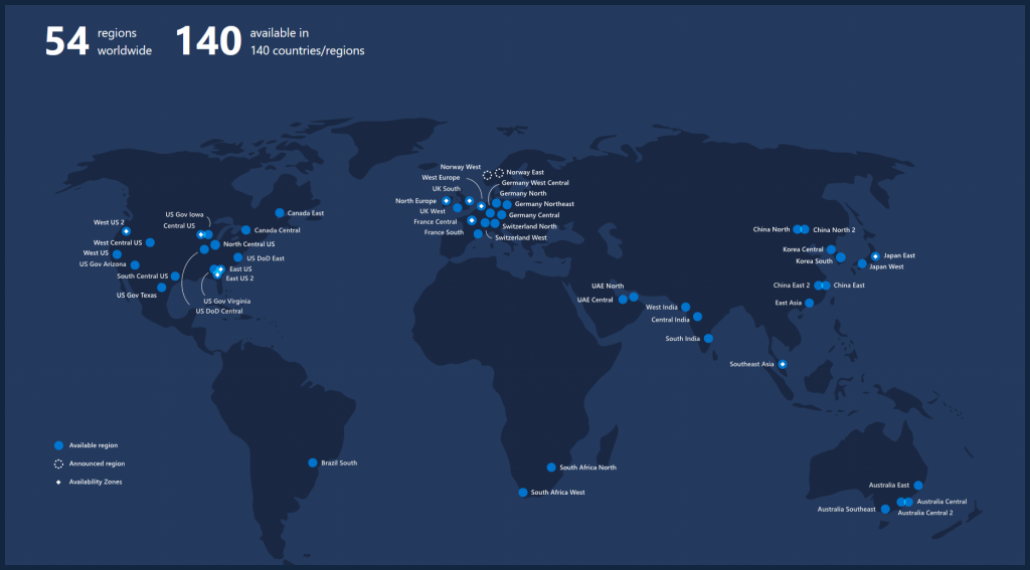 54 regions worldwide
140 available in 140 countries/regions
Norway West
Norway East
West Europe
Germany West Central
UK South
Germany North
North Europe
Germany Northeast
UK West
Germany Central
France Central
Switzerland North
France South
Switzerland West
US Gov Iowa
Canada East
West US 2
Central US
Canada Central
West Central US
North Central US
West US
US DoD East
US Gov Arizona
East US
South Central US
East US 2
US Gov Texas
US Gov Virginia
US DoD Central
China North
China North 2
Korea Central
Japan East
Korea South
Japan West
UAE North
China East 2
China East
UAE Central
East Asia
West India
Central India
South India
Southeast Asia
Available region
Announced region
Availability Zones
Brazil South
South Africa North
South Africa West
Australia East
Australia Central
Australia Southeast
Australia Central 2